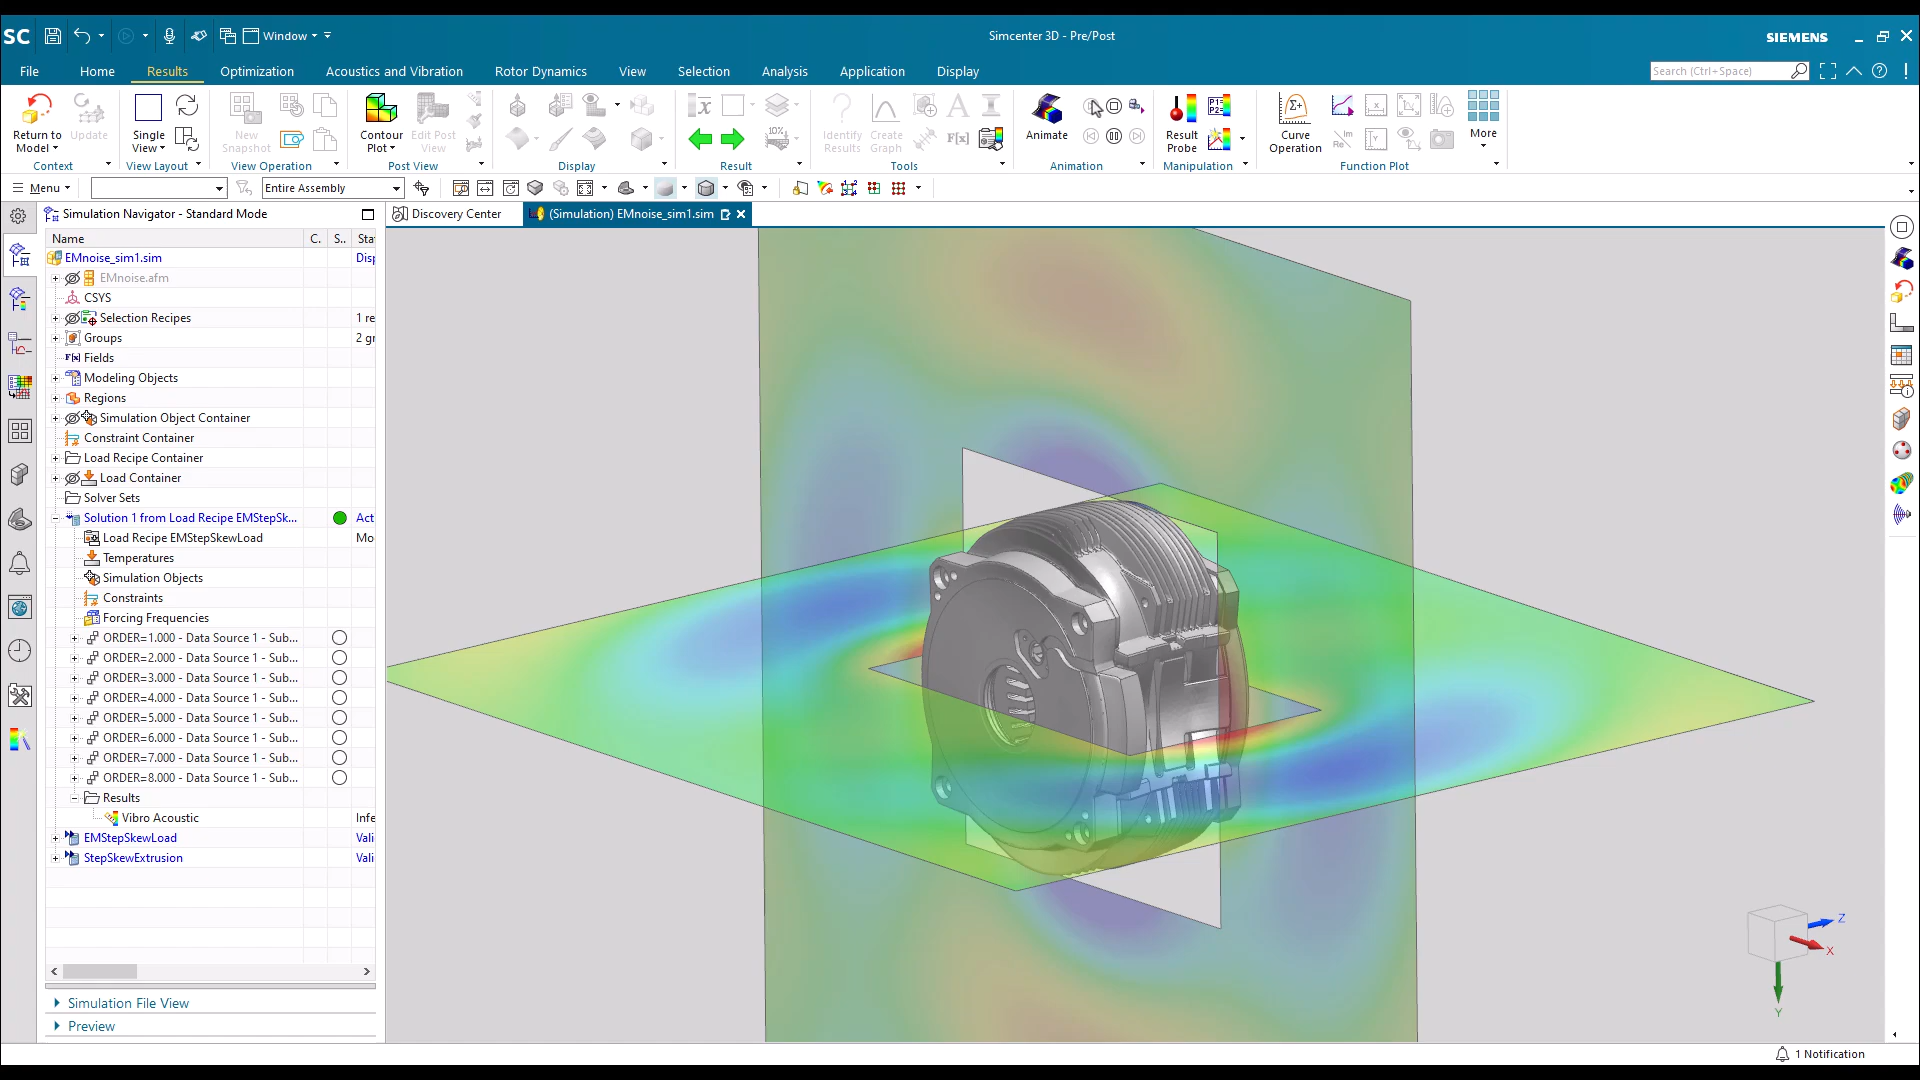 SC Window Simcenter 3D - Pre/Post SIEMENS
File Home Results Optimization Acoustics and Vibration Rotor Dynamics View Selection Analysis Application Display Search (Ctrl+Space)
Return to Model Update Single View New Snapshot Contour Plot Edit Post View 10% Identify Results Create Graph A F(x) Animate Result Probe P1= P2= Curve Operation Im Re More
Context View Layout View Operation Post View Display Result Tools Animation Manipulation Function Plot
Menu Entire Assembly
Simulation Navigator - Standard Mode Discovery Center (Simulation) EMnoise_sim1.sim
Name C. S.. Sta
EMnoise_sim1.sim Disp
EMnoise.afm
CSYS
Selection Recipes 1 re
Groups 2 gr
F(x) Fields
Modeling Objects
Regions
Simulation Object Container
Constraint Container
Load Recipe Container
Load Container
Solver Sets
Solution 1 from Load Recipe EMStepSk... Act
Load Recipe EMStepSkewLoad Mo
Temperatures
Simulation Objects
Constraints
Forcing Frequencies
ORDER=1.000 - Data Source 1 - Sub...
ORDER=2.000 - Data Source 1 - Sub...
ORDER=3.000 - Data Source 1 - Sub...
ORDER=4.000 - Data Source 1 - Sub...
ORDER=5.000 - Data Source 1 - Sub...
ORDER=6.000 - Data Source 1 - Sub...
ORDER=7.000 - Data Source 1 - Sub...
ORDER=8.000 - Data Source 1 - Sub...
Results
Vibro Acoustic Infe
EMStepSkewLoad Vali
StepSkewExtrusion Vali
Simulation File View
Preview
Z
X
Y
1 Notification